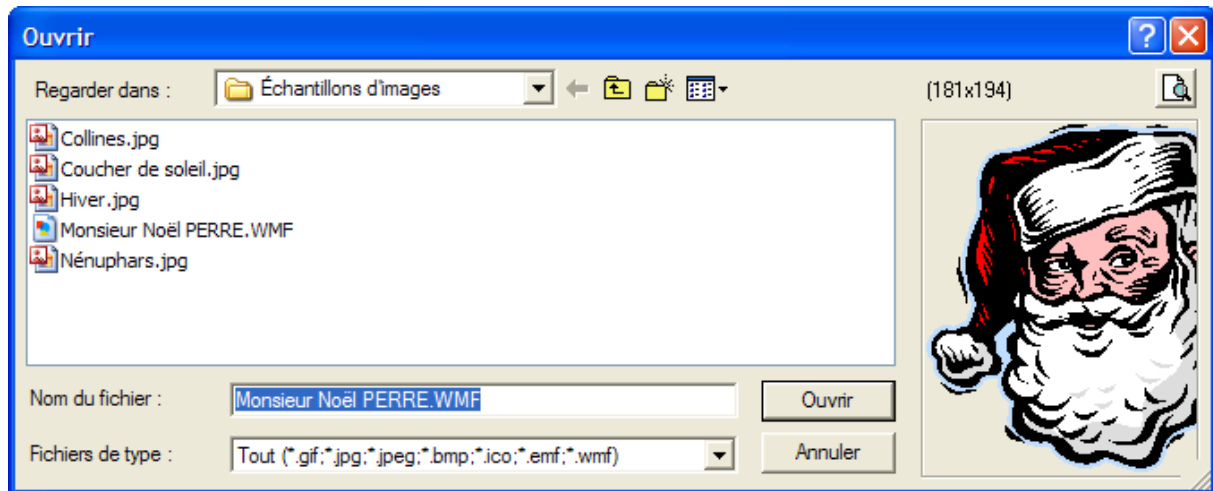 Ouvrir
Regarder dans :
Échantillons d'images
(181x194)
Collines.jpg
Coucher de soleil.jpg
Hiver.jpg
Monsieur Noël PERRE.WMF
Nénuphars.jpg
Nom du fichier :
Monsieur Noël PERRE.WMF
Ouvrir
Fichiers de type :
Tout (*.gif;*.jpg;*.jpeg;*.bmp;*.ico;*.emf;*.wmf)
Annuler